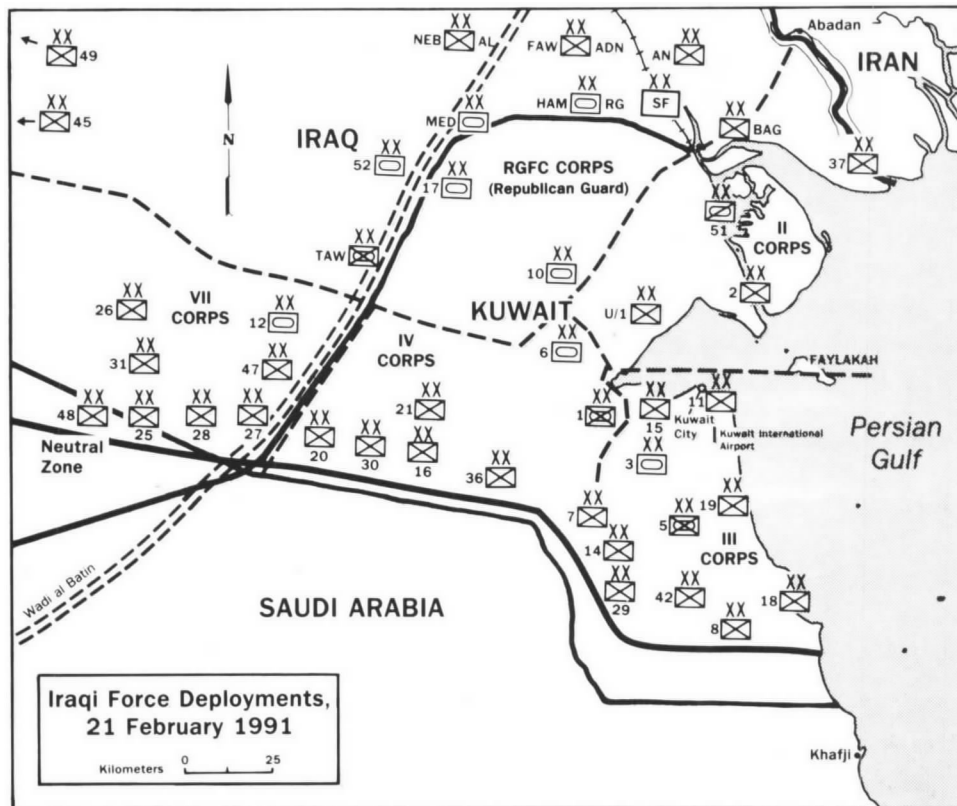 XX
49
XX
NEB AL
XX
FAW ADN
XX
AN
Abadan
IRAN
XX
45
N
IRAQ
XX
MED
XX
HAM RG
XX
SF
XX
BAG
XX
52
XX
17
RGFC CORPS
(Republican Guard)
XX
37
XX
51
II
CORPS
XX
TAW
XX
10
XX
2
XX
26
VII
CORPS
XX
12
KUWAIT
XX
U/1
XX
31
XX
47
IV
CORPS
XX
6
FAYLAKAH
XX
48
XX
25
XX
28
XX
27
XX
20
XX
30
XX
21
XX
16
XX
1
XX
15
XX
11
Kuwait
City
Kuwait International
Airport
Persian
Gulf
Neutral
Zone
XX
36
XX
3
XX
7
XX
5
XX
19
III
CORPS
XX
14
XX
29
XX
42
XX
18
XX
8
Wadi al Batin
SAUDI ARABIA
Iraqi Force Deployments,
21 February 1991
Kilometers 0 25
Khafji